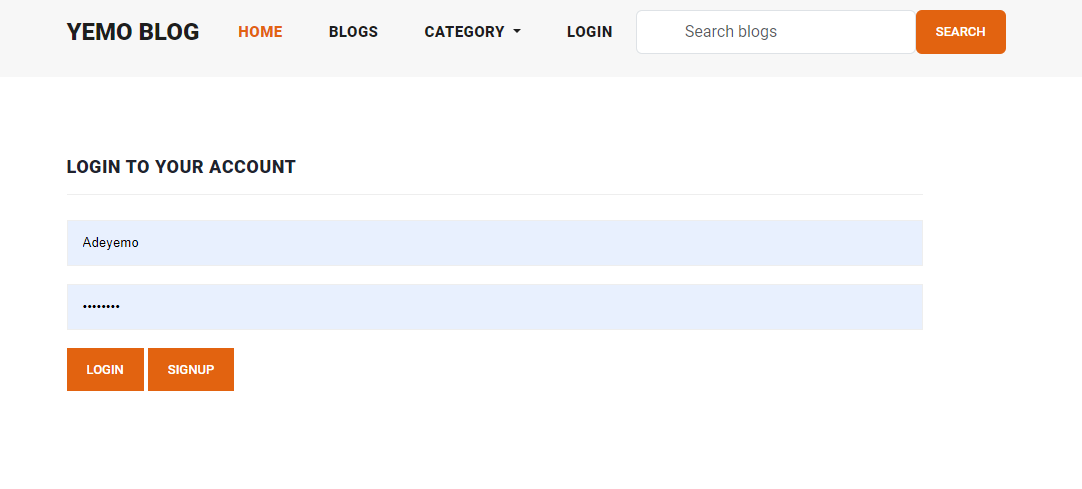 YEMO BLOG HOME BLOGS CATEGORY LOGIN Search blogs SEARCH
LOGIN TO YOUR ACCOUNT
Adeyemo
••••••••
LOGIN SIGNUP